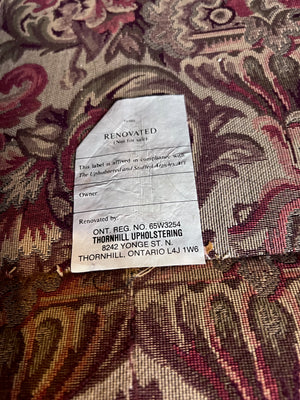 RENOVATED
(Not for sale)
This label is affixed in compliance with
The Upholstered and Stuffed Articles Act
Owner
Renovated by:
ONT. REG. NO. 65W3254
THORNHILL UPHOLSTERING
8242 YONGE ST. N.
THORNHILL, ONTARIO L4J 1W6